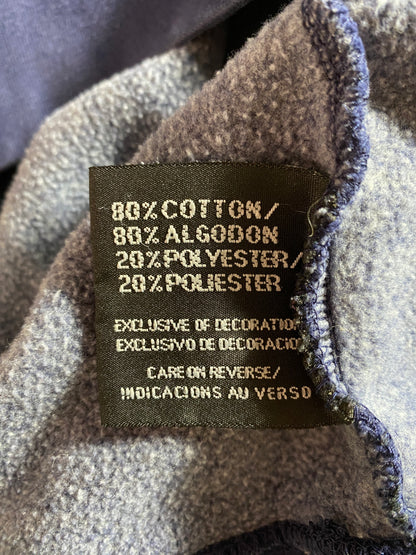 80% COTTON/
80% ALGODON
20% POLYESTER/
20% POLIESTER
EXCLUSIVE OF DECORATION
EXCLUSIVO DE DECORACIO
CARE ON REVERSE/
INDICACIONS AU VERSO